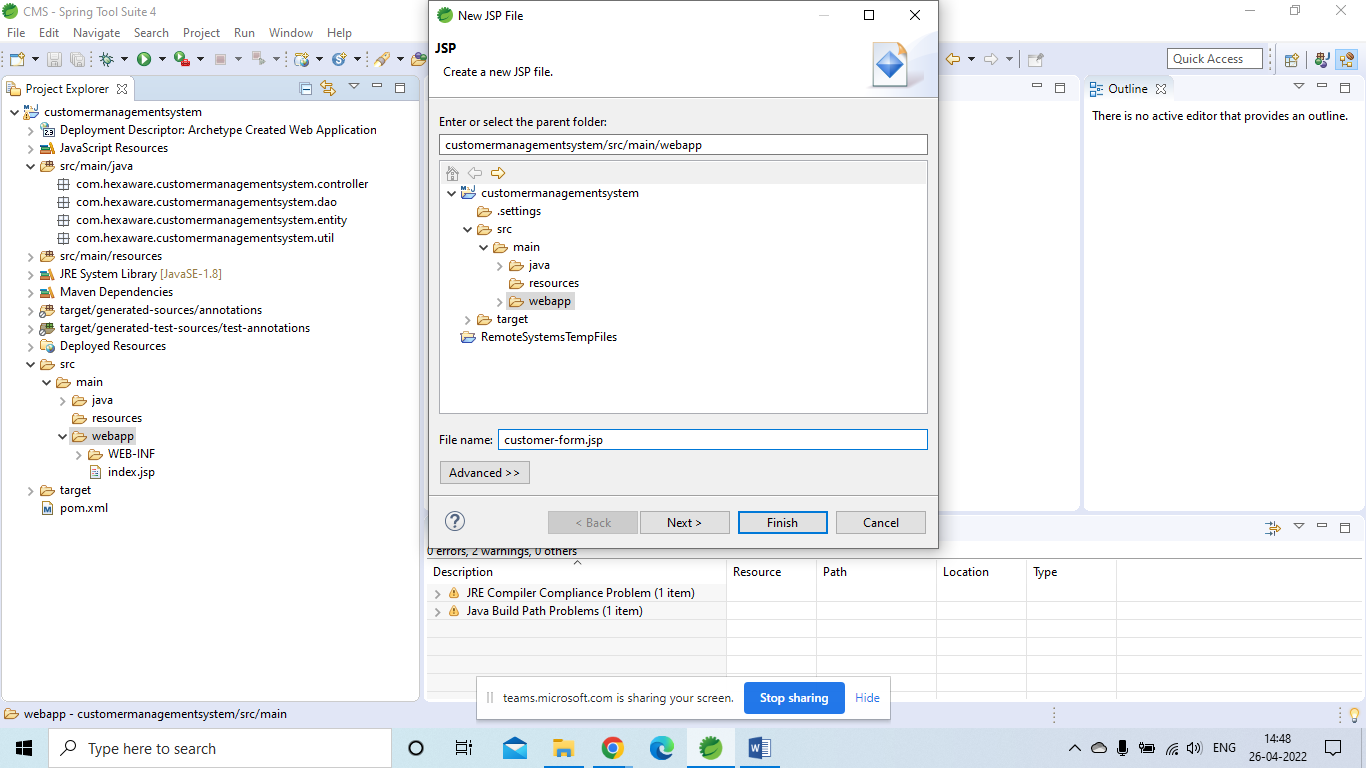 CMS - Spring Tool Suite 4
File Edit Navigate Search Project Run Window Help
Quick Access
Project Explorer
customermanagementsystem
Deployment Descriptor: Archetype Created Web Application
JavaScript Resources
src/main/java
com.hexaware.customermanagementsystem.controller
com.hexaware.customermanagementsystem.dao
com.hexaware.customermanagementsystem.entity
com.hexaware.customermanagementsystem.util
src/main/resources
JRE System Library [JavaSE-1.8]
Maven Dependencies
target/generated-sources/annotations
target/generated-test-sources/test-annotations
Deployed Resources
src
main
java
resources
webapp
WEB-INF
index.jsp
target
pom.xml
New JSP File
JSP
Create a new JSP file.
Enter or select the parent folder:
customermanagementsystem/src/main/webapp
customermanagementsystem
.settings
src
main
java
resources
webapp
target
RemoteSystemsTempFiles
File name: customer-form.jsp
Advanced >>
< Back Next > Finish Cancel
Outline
There is no active editor that provides an outline.
0 errors, 2 warnings, 0 others
Description Resource Path Location Type
JRE Compiler Compliance Problem (1 item)
Java Build Path Problems (1 item)
teams.microsoft.com is sharing your screen. Stop sharing Hide
webapp - customermanagementsystem/src/main
Type here to search
ENG
14:48
26-04-2022